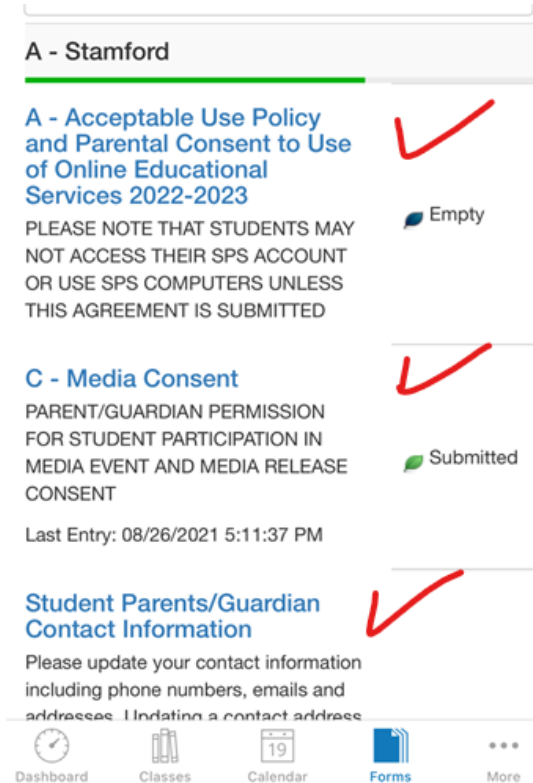 A - Stamford
A - Acceptable Use Policy
and Parental Consent to Use
of Online Educational
Services 2022-2023
PLEASE NOTE THAT STUDENTS MAY
NOT ACCESS THEIR SPS ACCOUNT
OR USE SPS COMPUTERS UNLESS
THIS AGREEMENT IS SUBMITTED
Empty
C - Media Consent
PARENT/GUARDIAN PERMISSION
FOR STUDENT PARTICIPATION IN
MEDIA EVENT AND MEDIA RELEASE
CONSENT
Last Entry: 08/26/2021 5:11:37 PM
Submitted
Student Parents/Guardian
Contact Information
Please update your contact information
including phone numbers, emails and
addresses. Updating a contact address
19
Dashboard
Classes
Calendar
Forms
More